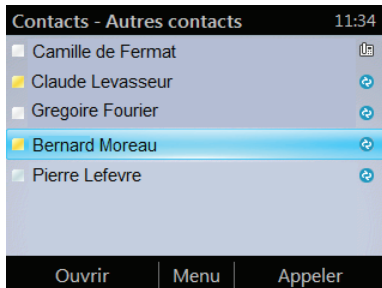 Contacts - Autres contacts 11:34
Camille de Fermat
Claude Levasseur
Gregoire Fourier
Bernard Moreau
Pierre Lefevre
Ouvrir Menu Appeler